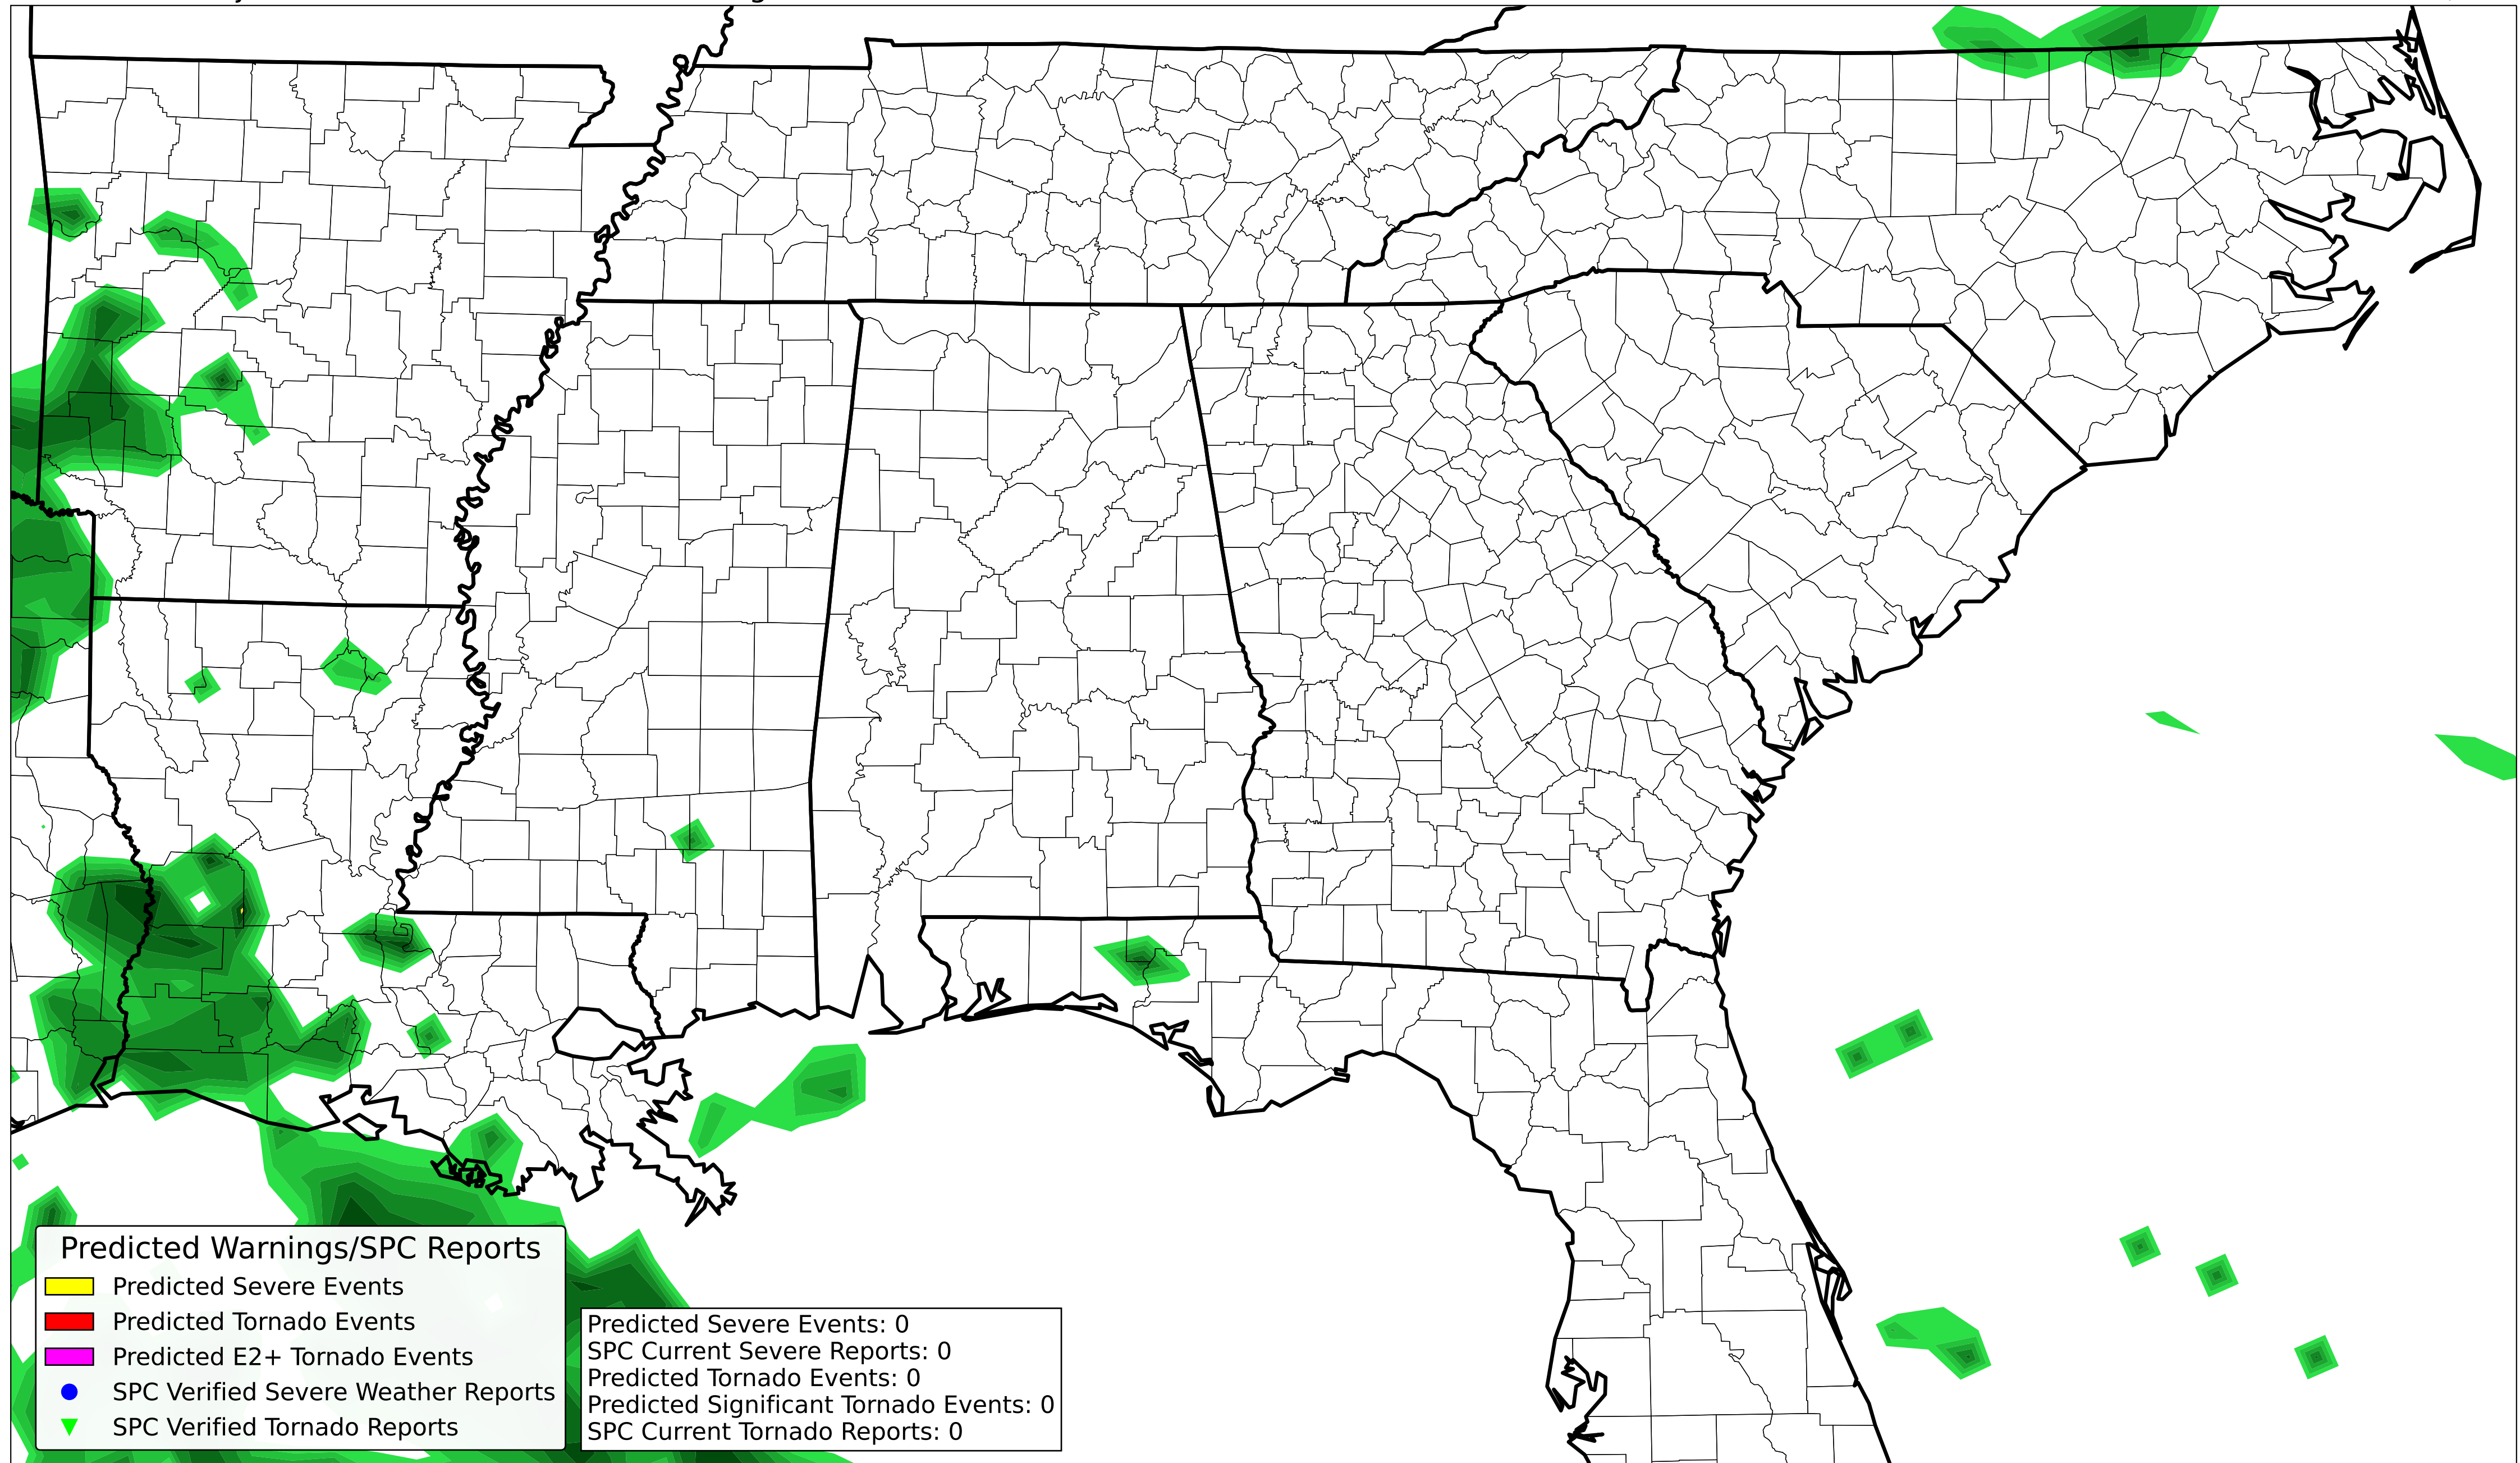 Predicted Warnings/SPC Reports
Predicted Severe Events
Predicted Tornado Events
Predicted E2+ Tornado Events
SPC Verified Severe Weather Reports
SPC Verified Tornado Reports
Predicted Severe Events: 0
SPC Current Severe Reports: 0
Predicted Tornado Events: 0
Predicted Significant Tornado Events: 0
SPC Current Tornado Reports: 0